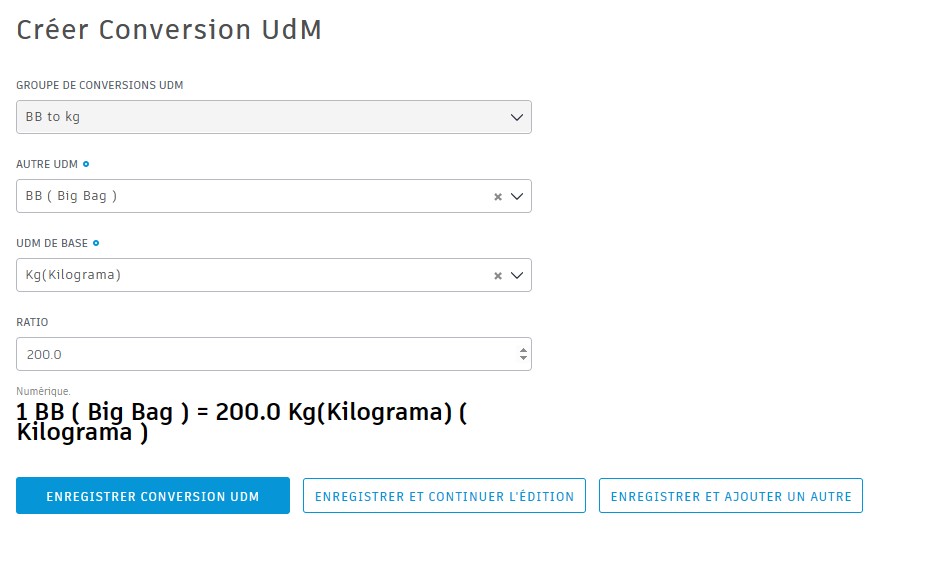 Créer Conversion UdM
GROUPE DE CONVERSIONS UDM
BB to kg
AUTRE UDM
BB ( Big Bag )
UDM DE BASE
Kg(Kilograma)
RATIO
200.0
Numérique.
1 BB ( Big Bag ) = 200.0 Kg(Kilograma) (
Kilograma )
ENREGISTRER CONVERSION UDM
ENREGISTRER ET CONTINUER L'ÉDITION
ENREGISTRER ET AJOUTER UN AUTRE